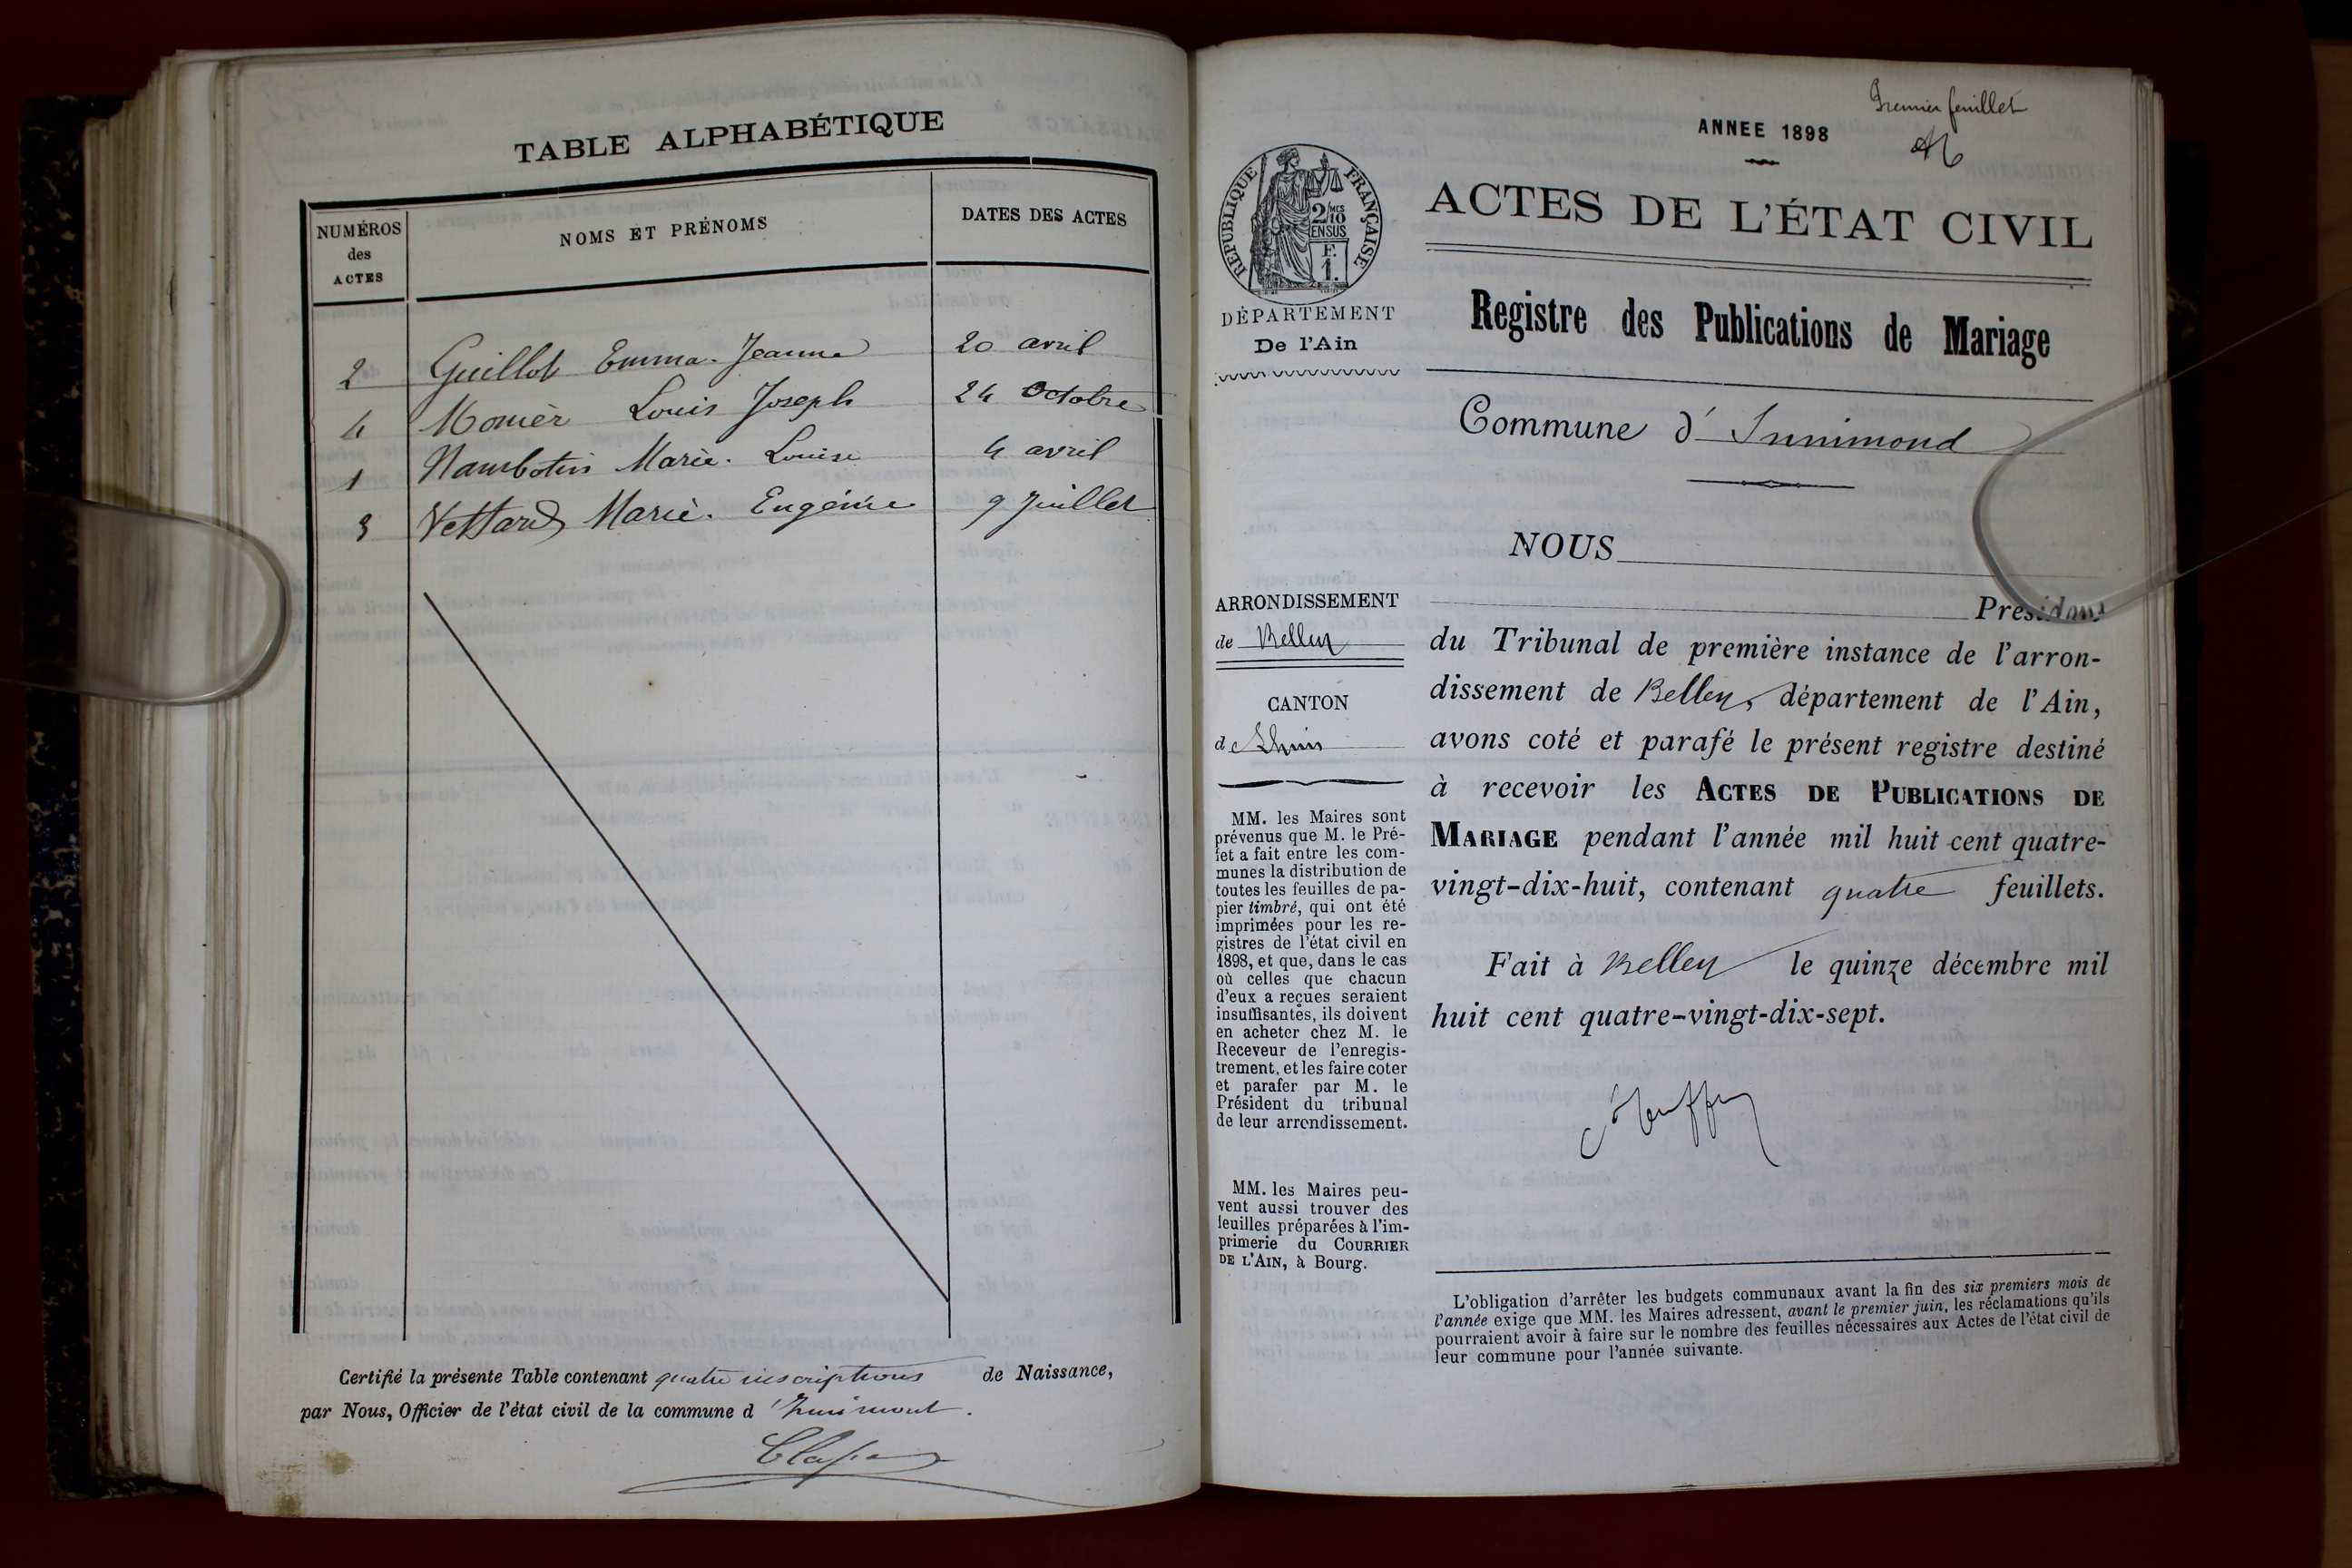 TABLE ALPHABÉTIQUE
NUMÉROS
des
ACTES
NOMS ET PRÉNOMS
DATES DES ACTES
2 Guillot Emma-Jeanne 20 avril
4 Monier Louis Joseph 24 Octobre
1 Nambotin Marie-Louise 4 avril
3 Vettard Marie-Eugénie 9 Juillet
Certifié la présente Table contenant quatre inscriptions de Naissance,
par Nous, Officier de l'état civil de la commune d'Innimont.
Premier feuillet
ANNEE 1898
RÉPUBLIQUE FRANÇAISE
2/10 MES
EN SUS
F.
1.
DÉPARTEMENT
De l'Ain
ACTES DE L'ÉTAT CIVIL
Registre des Publications de Mariage
Commune d'Innimond
ARRONDISSEMENT
de Belley
CANTON
de Lhuis
MM. les Maires sont
prévenus que M. le Pré-
fet a fait entre les com-
munes la distribution de
toutes les feuilles de pa-
pier timbré, qui ont été
imprimées pour les re-
gistres de l'état civil en
1898, et que, dans le cas
où celles que chacun
d'eux a reçues seraient
insuffisantes, ils doivent
en acheter chez M. le
Receveur de l'enregis-
trement, et les faire coter
et parafer par M. le
Président du tribunal
de leur arrondissement.
MM. les Maires peu-
vent aussi trouver des
feuilles préparées à l'im-
primerie du COURRIER
DE L'AIN, à Bourg.
NOUS
Président
du Tribunal de première instance de l'arron-
dissement de Belley, département de l'Ain,
avons coté et parafé le présent registre destiné
à recevoir les ACTES DE PUBLICATIONS DE
MARIAGE pendant l'année mil huit cent quatre-
vingt-dix-huit, contenant quatre feuillets.
Fait à Belley le quinze décembre mil
huit cent quatre-vingt-dix-sept.
L'obligation d'arrêter les budgets communaux avant la fin des six premiers mois de
l'année exige que MM. les Maires adressent, avant le premier juin, les réclamations qu'ils
pourraient avoir à faire sur le nombre des feuilles nécessaires aux Actes de l'état civil de
leur commune pour l'année suivante.